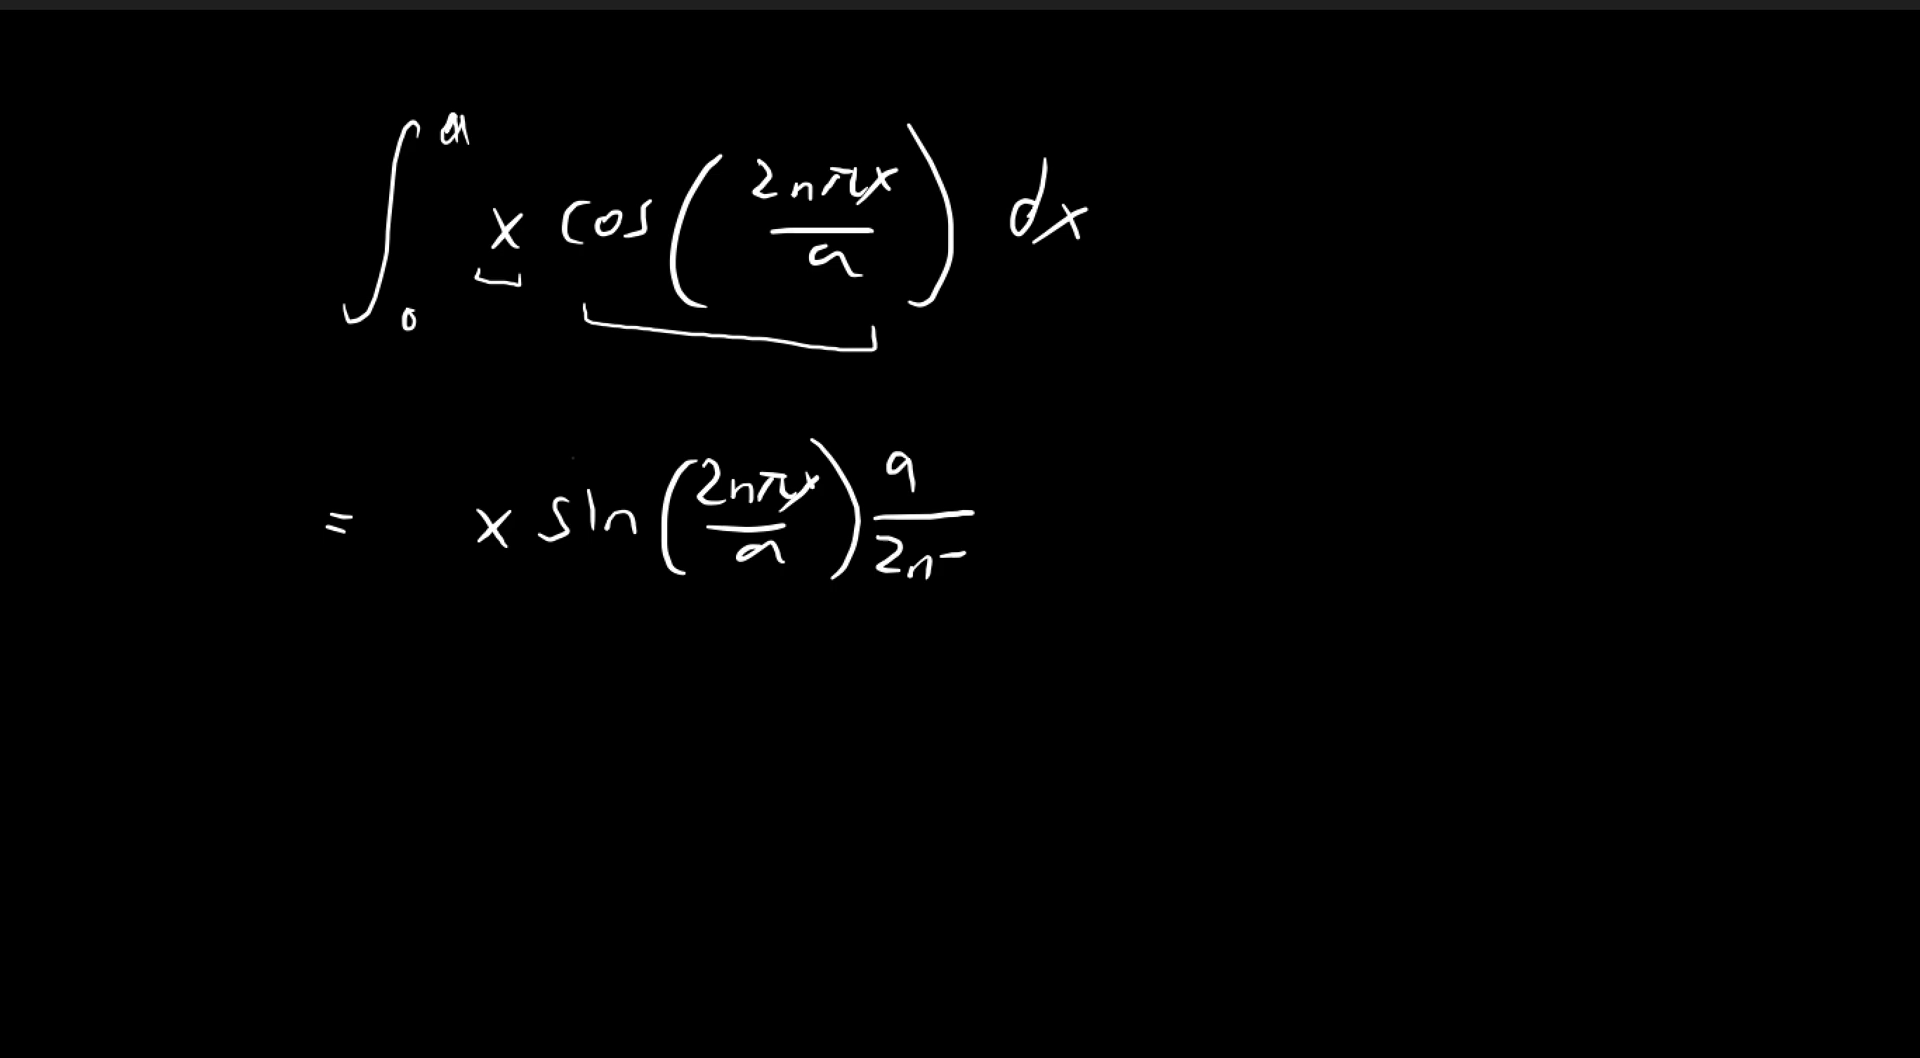 ∫₀ᵃ x cos(2nπx/a) dx
= x sin(2nπx/a) a/2n